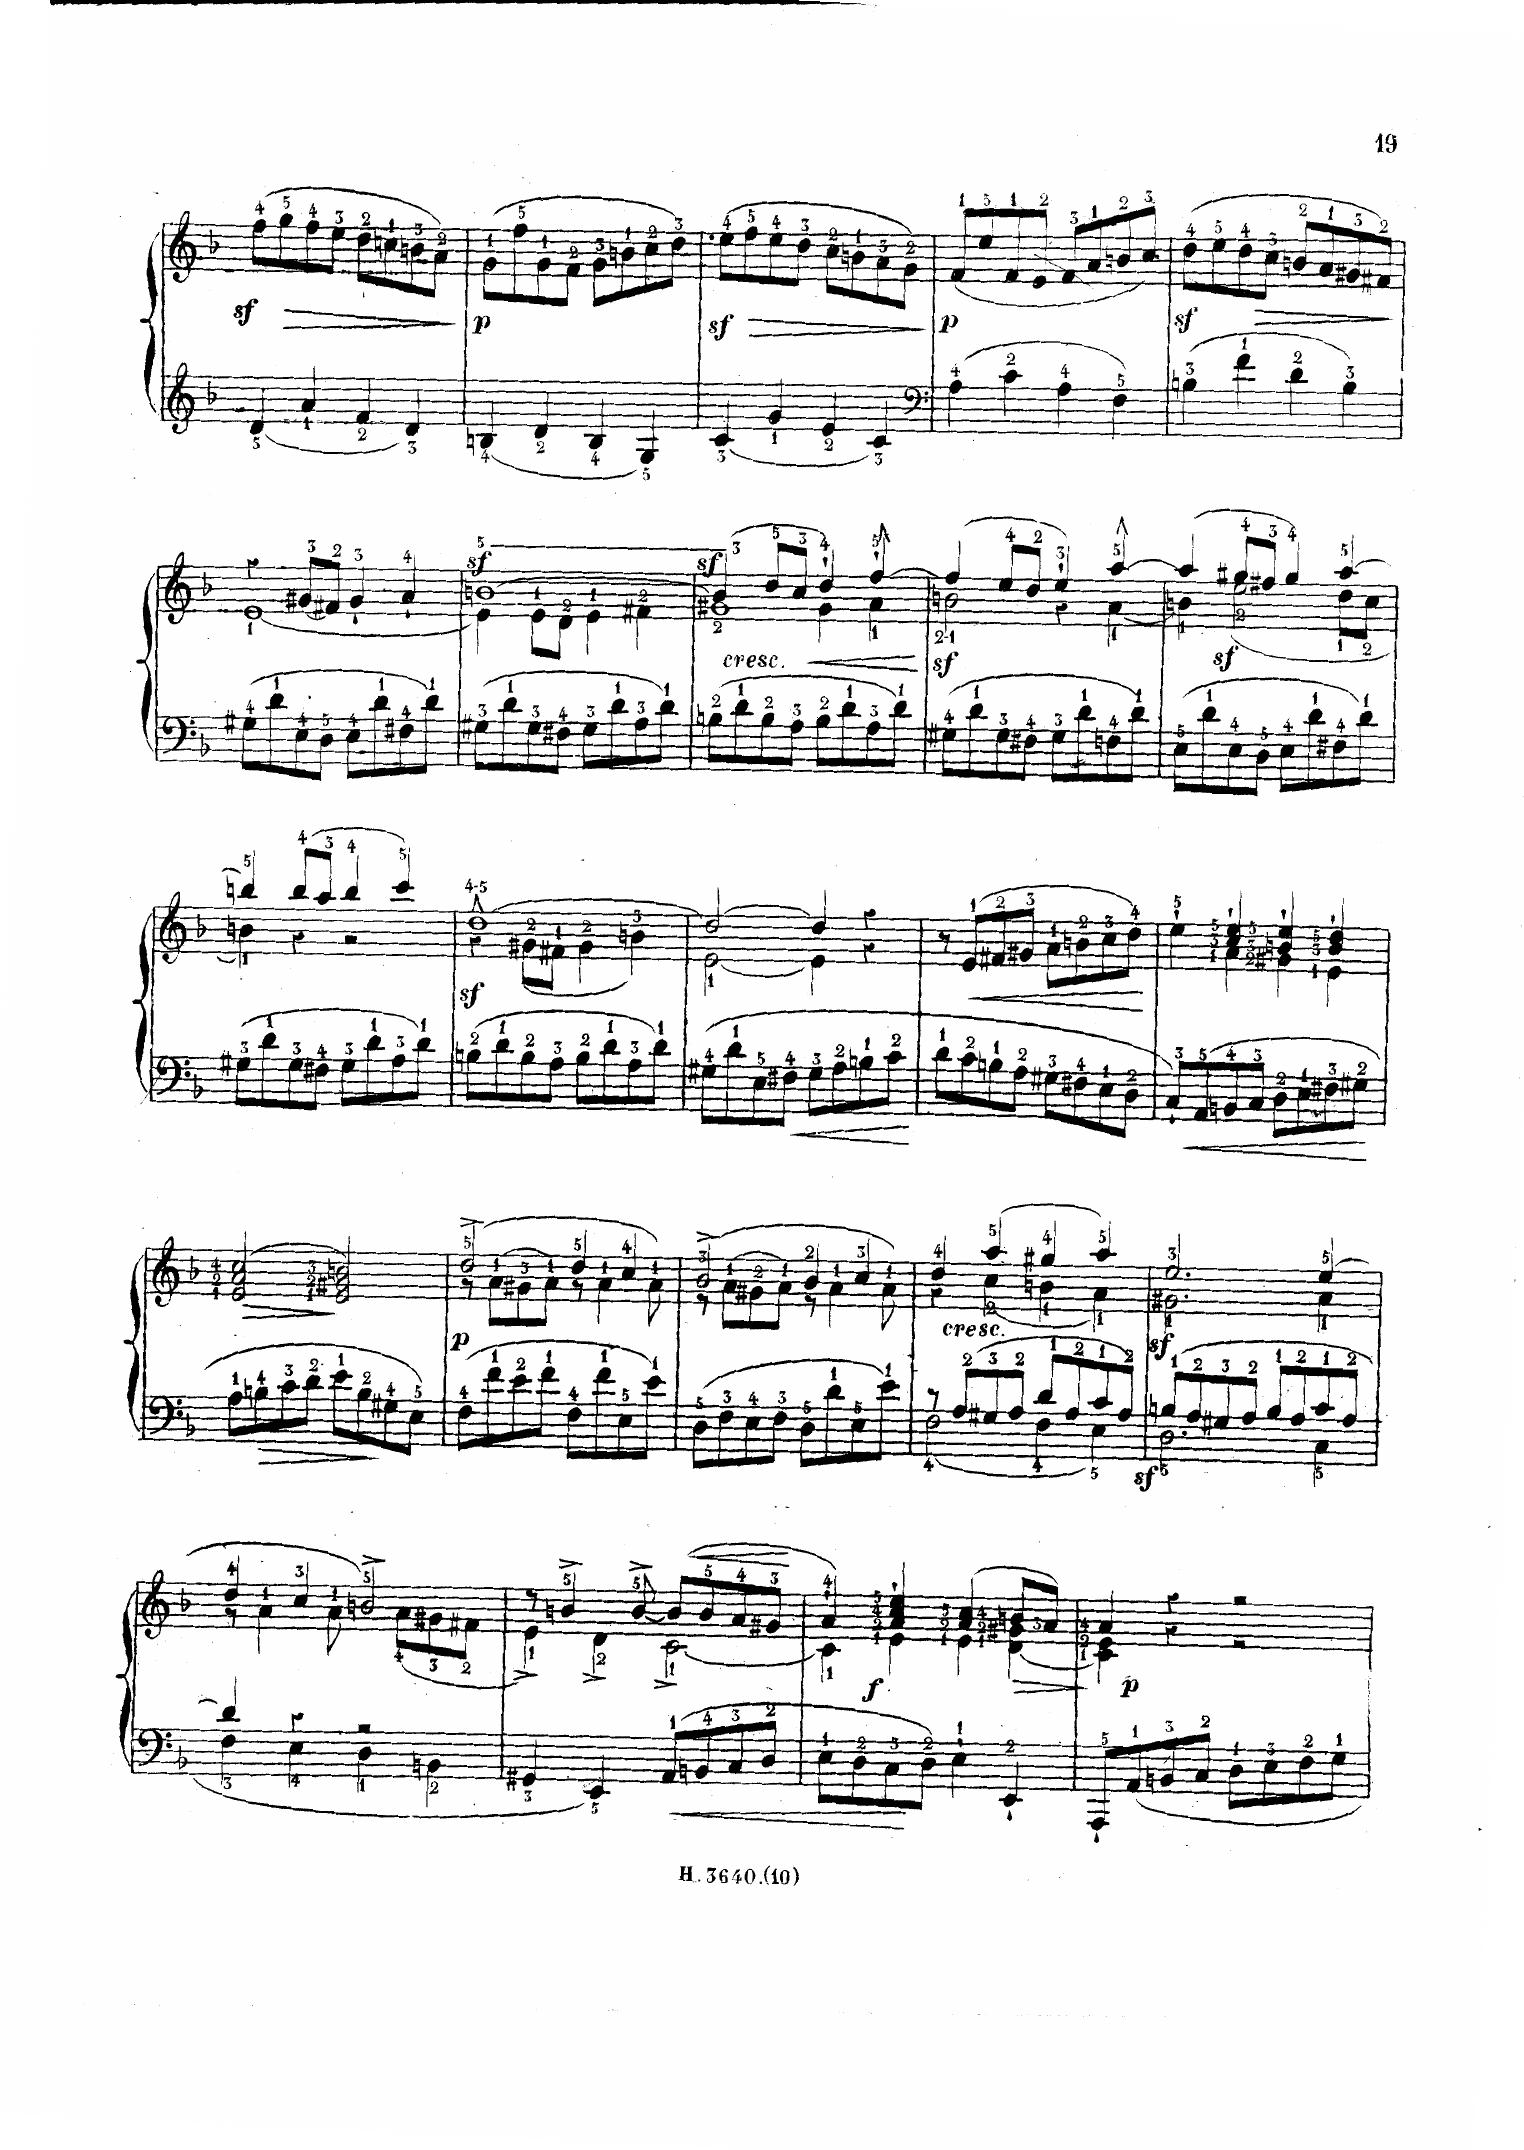 19
sf p sf p sf
sf sf
cresc. sf sf
sf
p cresc. sf
sf
f p
H. 3640.(10)